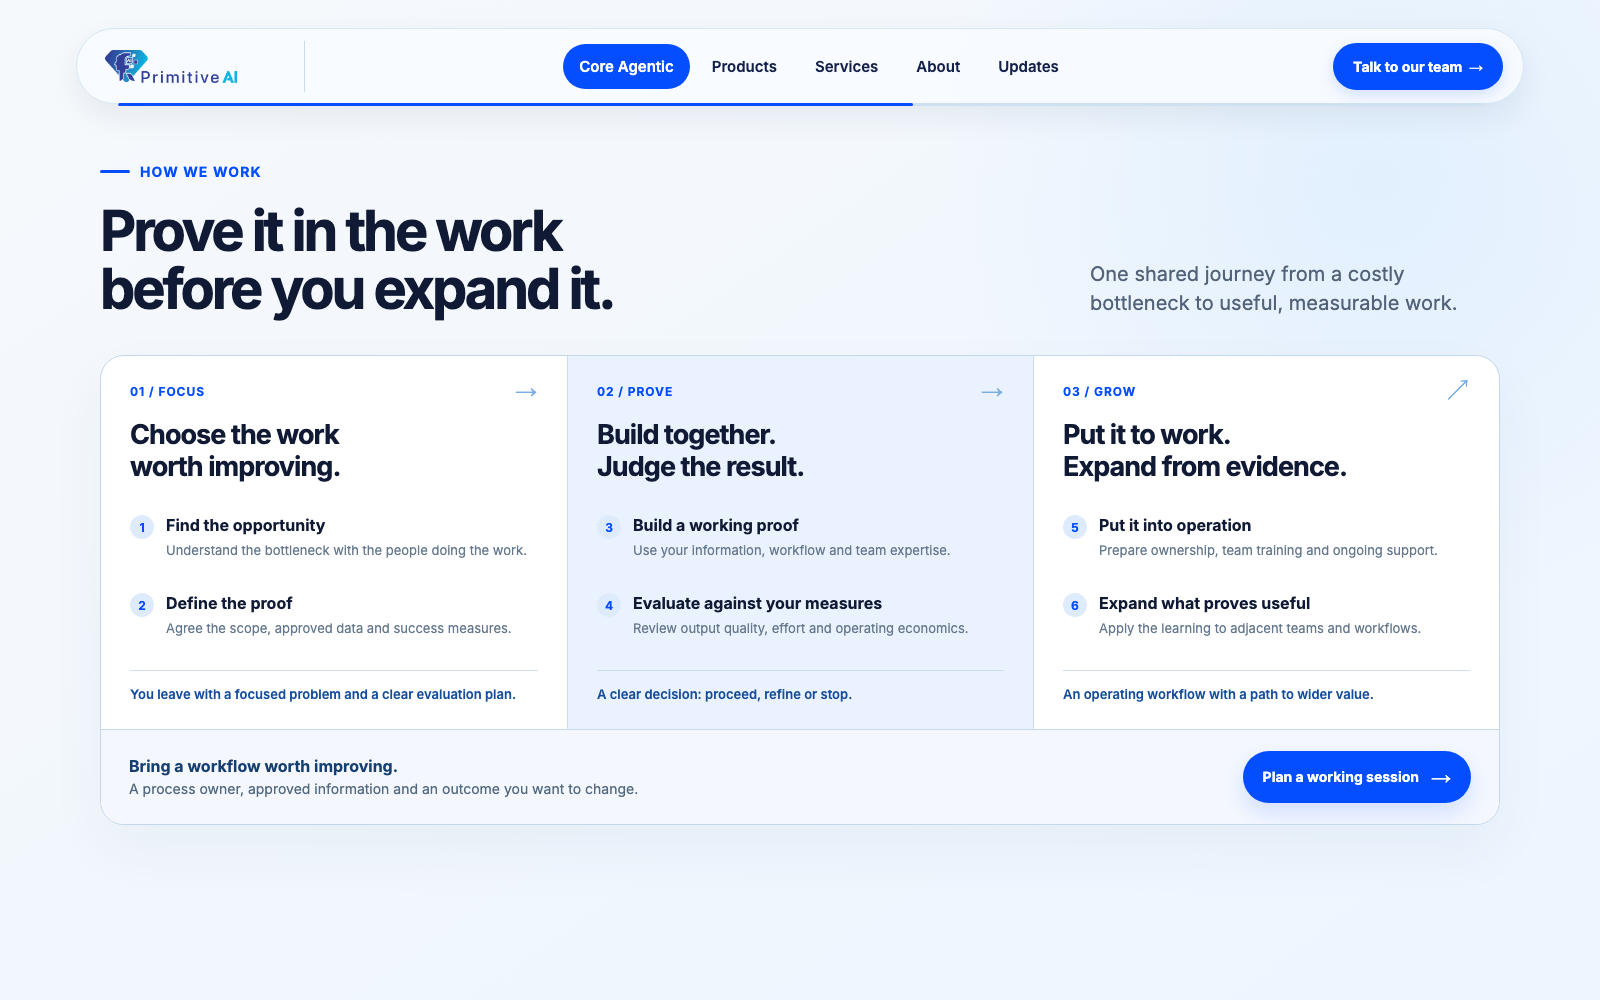 Primitive AI
Core Agentic
Products
Services
About
Updates
Talk to our team →
HOW WE WORK
Prove it in the work
before you expand it.
One shared journey from a costly
bottleneck to useful, measurable work.
01 / FOCUS →
Choose the work
worth improving.
1 Find the opportunity
Understand the bottleneck with the people doing the work.
2 Define the proof
Agree the scope, approved data and success measures.
You leave with a focused problem and a clear evaluation plan.
02 / PROVE →
Build together.
Judge the result.
3 Build a working proof
Use your information, workflow and team expertise.
4 Evaluate against your measures
Review output quality, effort and operating economics.
A clear decision: proceed, refine or stop.
03 / GROW ↗
Put it to work.
Expand from evidence.
5 Put it into operation
Prepare ownership, team training and ongoing support.
6 Expand what proves useful
Apply the learning to adjacent teams and workflows.
An operating workflow with a path to wider value.
Bring a workflow worth improving.
A process owner, approved information and an outcome you want to change.
Plan a working session →